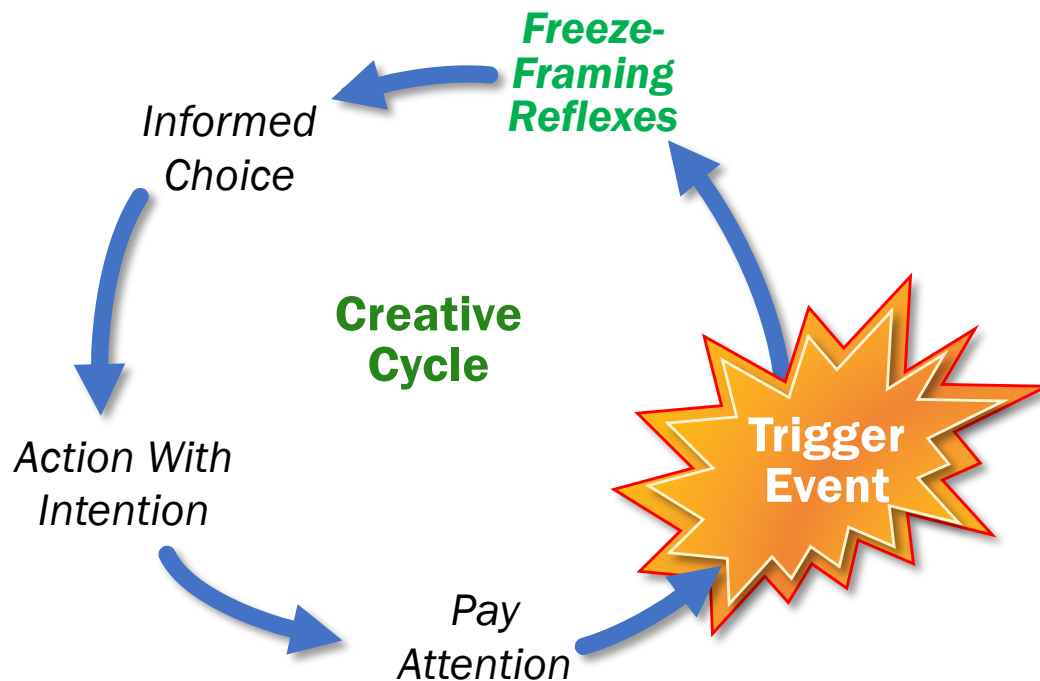 Freeze-
Framing
Reflexes
Informed
Choice
Creative
Cycle
Trigger
Event
Action With
Intention
Pay
Attention